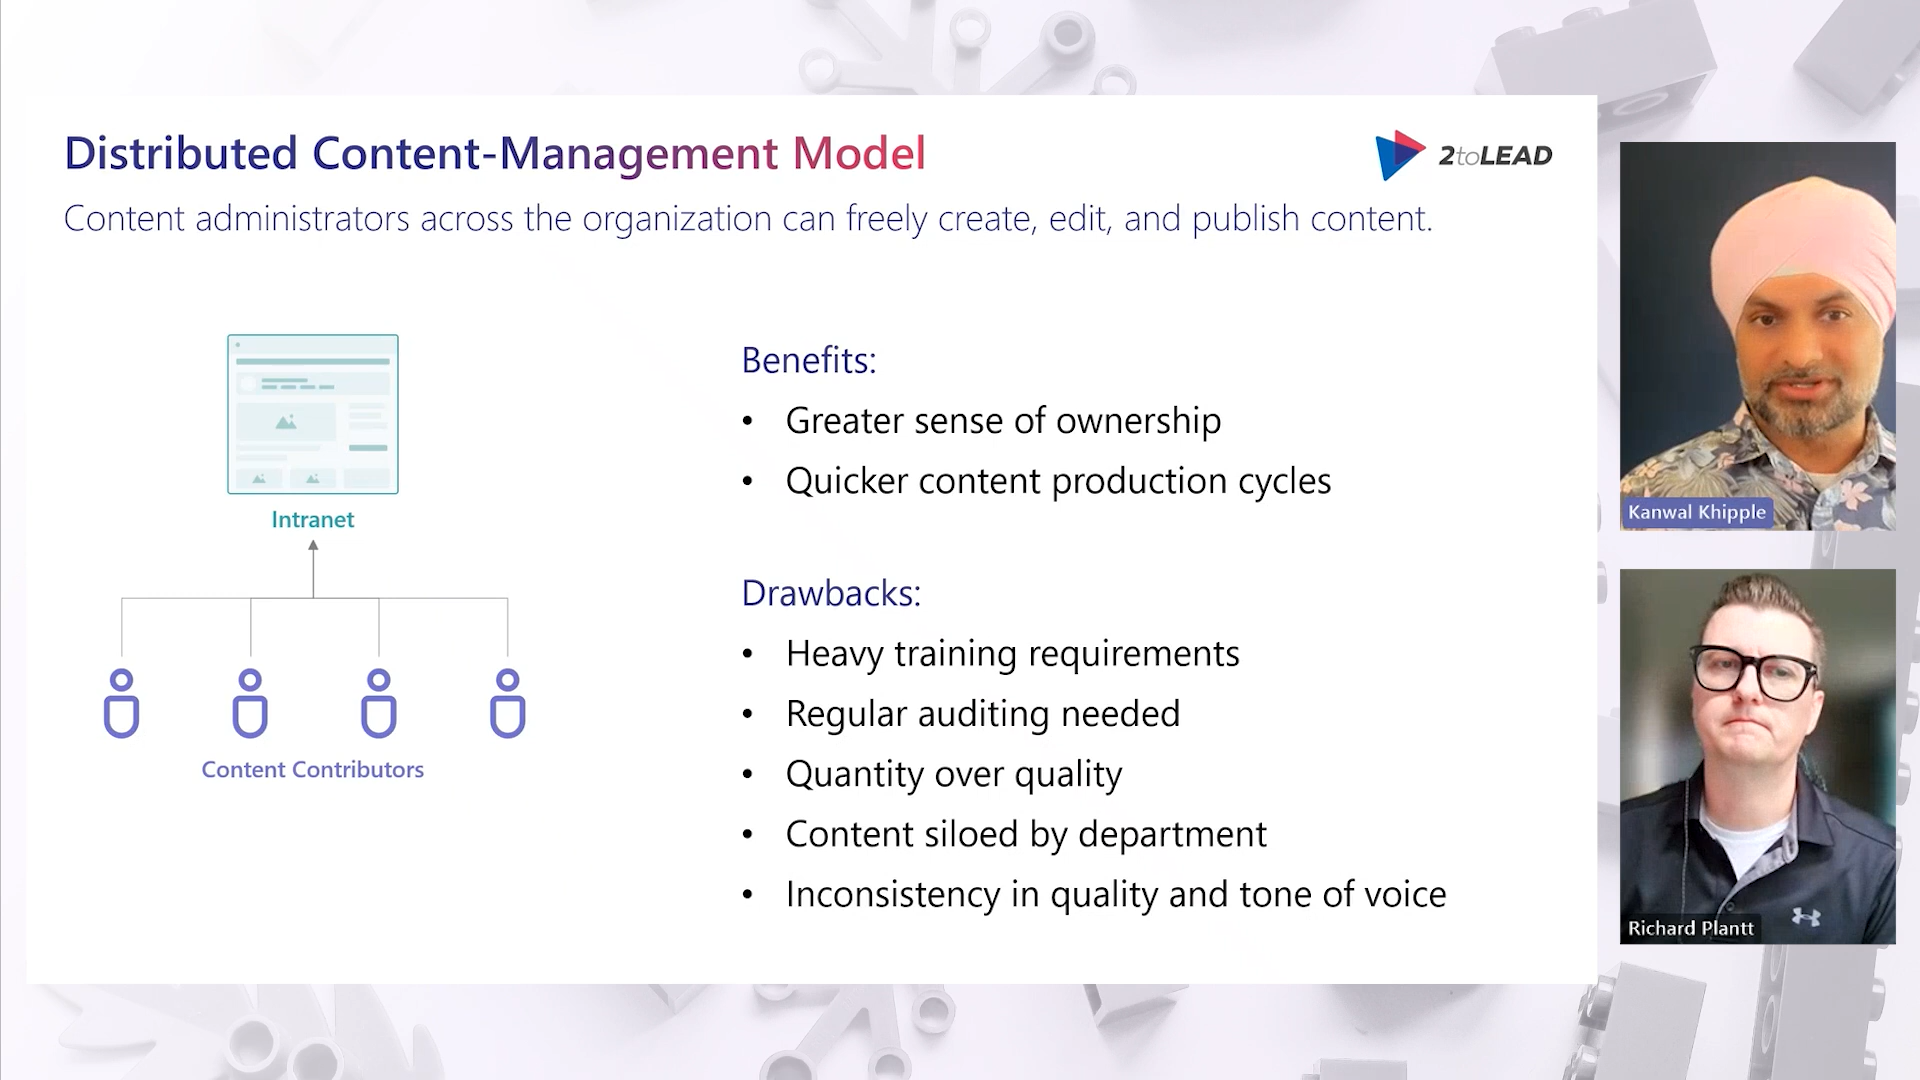 Distributed Content-Management Model
2toLEAD
Content administrators across the organization can freely create, edit, and publish content.
Intranet
Content Contributors
Benefits:
• Greater sense of ownership
• Quicker content production cycles
Drawbacks:
• Heavy training requirements
• Regular auditing needed
• Quantity over quality
• Content siloed by department
• Inconsistency in quality and tone of voice
Kanwal Khipple
Richard Plantt